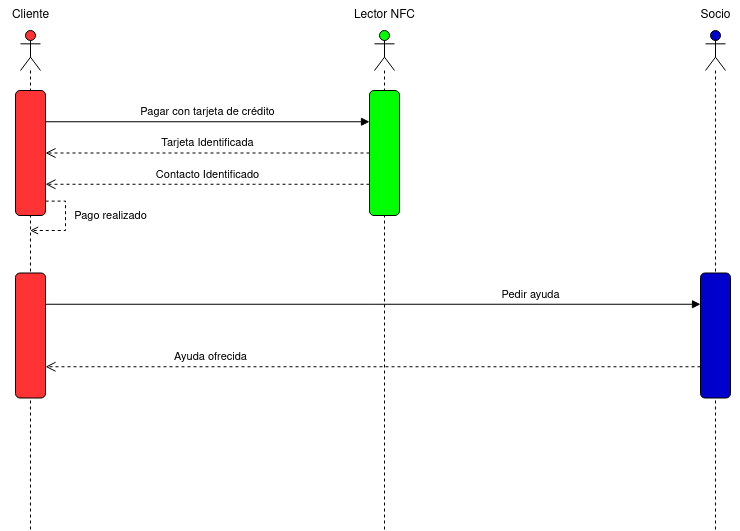 Cliente
Lector NFC
Socio
Pagar con tarjeta de crédito
Tarjeta Identificada
Contacto Identificado
Pago realizado
Pedir ayuda
Ayuda ofrecida